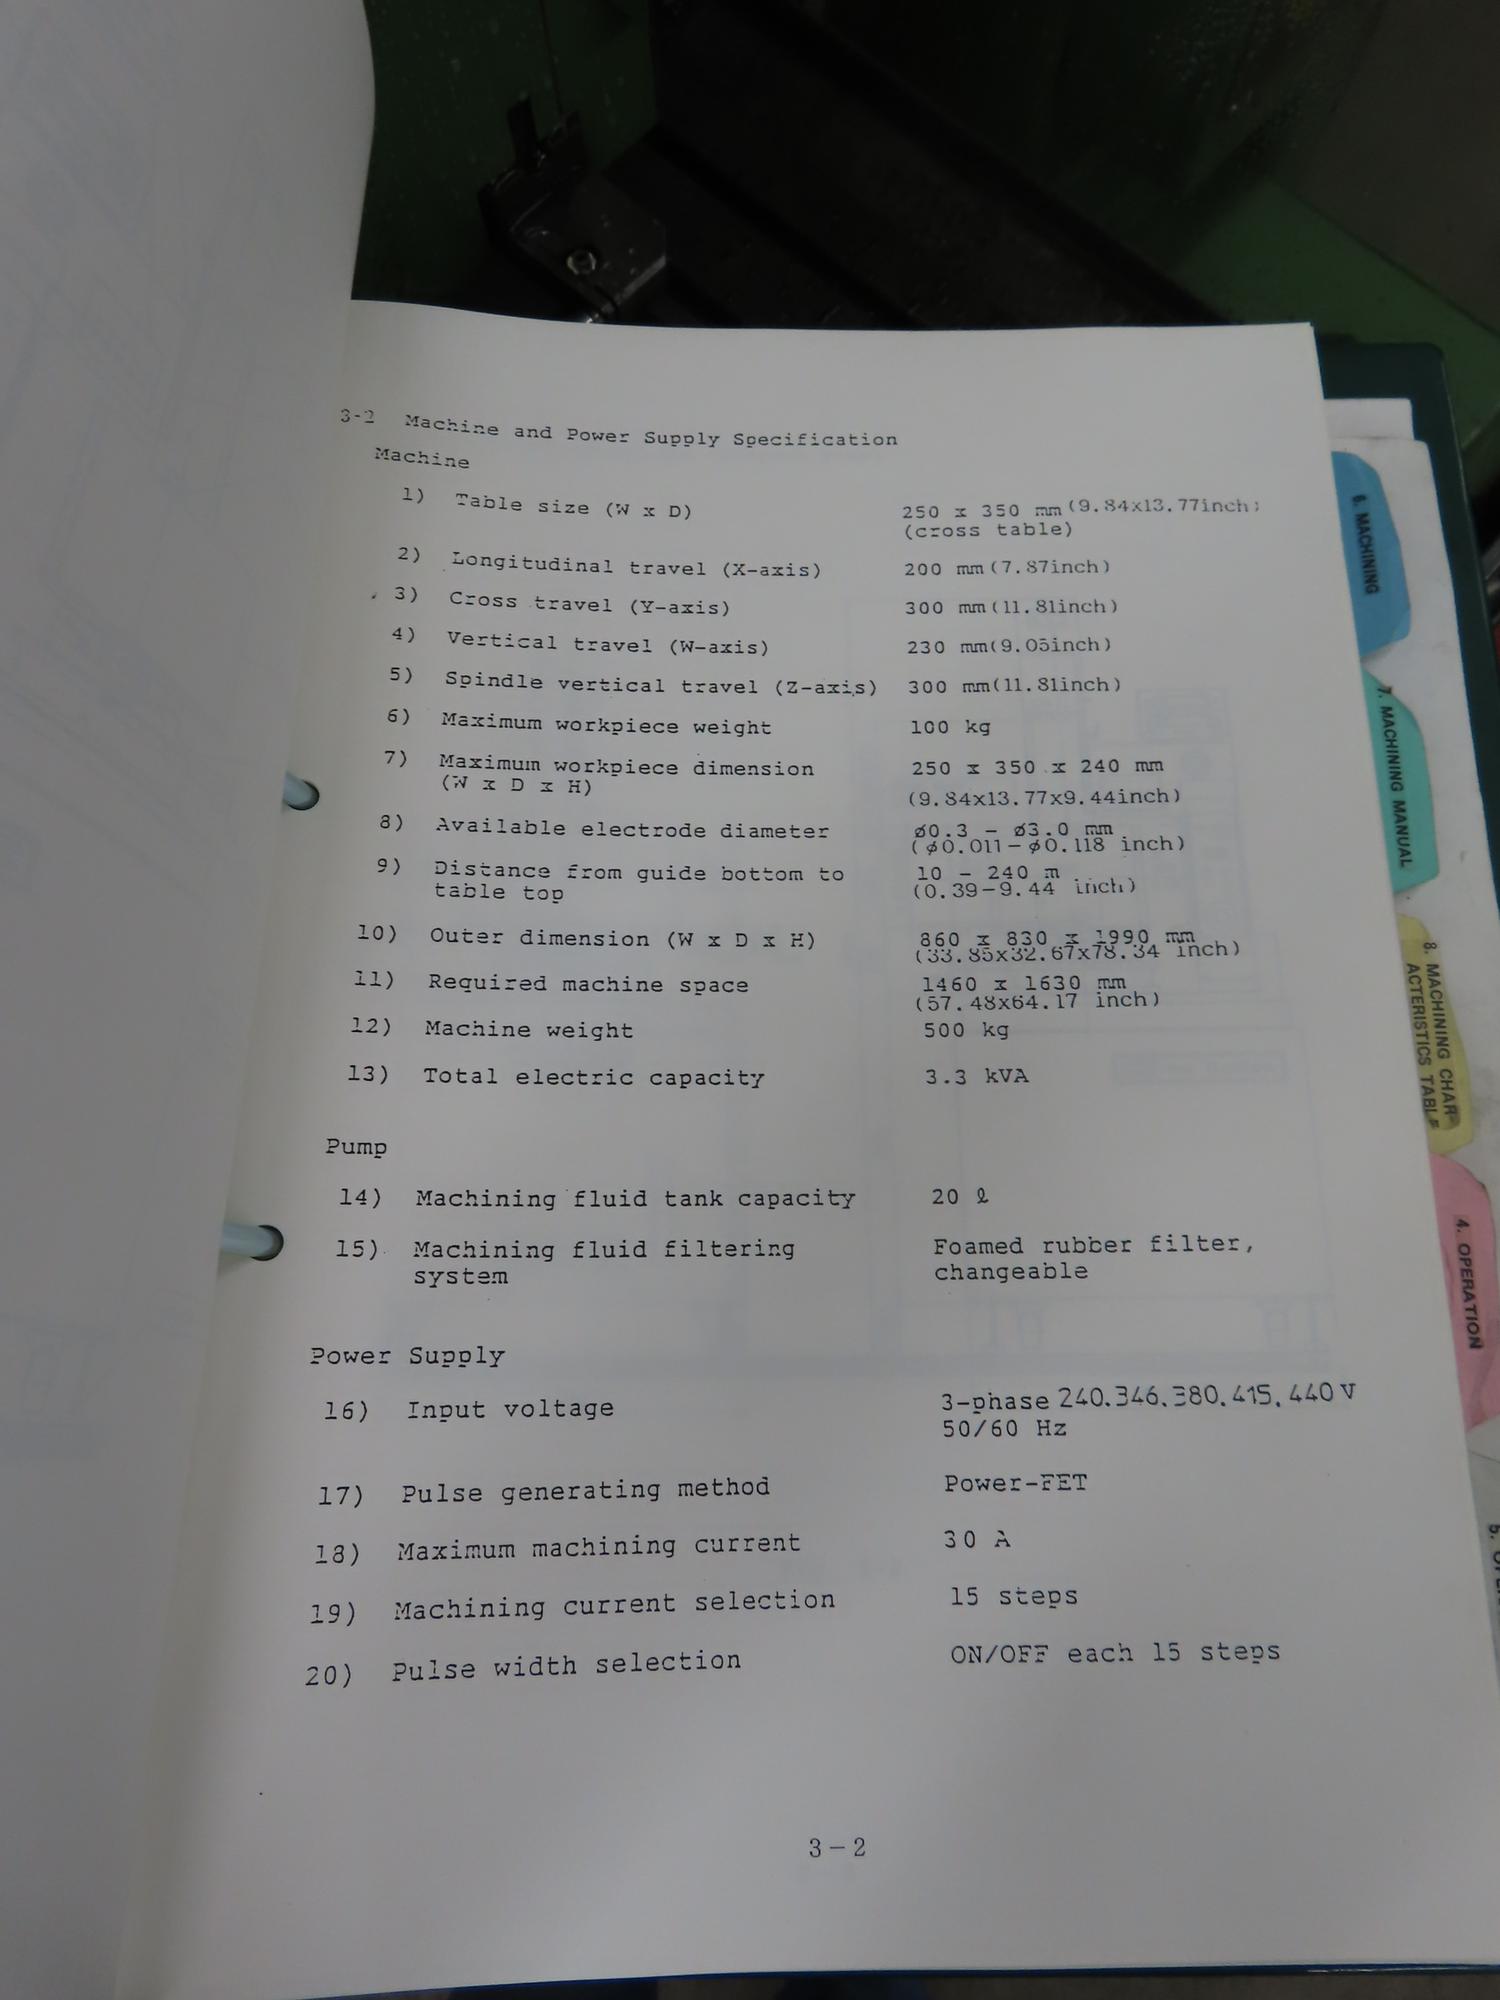 3-2 Machine and Power Supply Specification
Machine
1) Table size (W x D) 250 x 350 mm (9.84x13.77inch)
(cross table)
2) Longitudinal travel (X-axis) 200 mm (7.87inch)
3) Cross travel (Y-axis) 300 mm (11.81inch)
4) Vertical travel (W-axis) 230 mm(9.05inch)
5) Spindle vertical travel (Z-axis) 300 mm(11.81inch)
6) Maximum workpiece weight 100 kg
7) Maximum workpiece dimension 250 x 350 x 240 mm
(W x D x H) (9.84x13.77x9.44inch)
8) Available electrode diameter ø0.3 - ø3.0 mm
(ø0.011-ø0.118 inch)
9) Distance from guide bottom to 10 - 240 m
table top (0.39-9.44 inch)
10) Outer dimension (W x D x H) 860 x 830 x 1990 mm
(33.85x32.67x78.34 inch)
11) Required machine space 1460 x 1630 mm
(57.48x64.17 inch)
12) Machine weight 500 kg
13) Total electric capacity 3.3 kVA
Pump
14) Machining fluid tank capacity 20 ℓ
15) Machining fluid filtering Foamed rubber filter,
system changeable
Power Supply
16) Input voltage 3-phase 240.346.380.415.440V
50/60 Hz
17) Pulse generating method Power-FET
18) Maximum machining current 30 A
19) Machining current selection 15 steps
20) Pulse width selection ON/OFF each 15 steps
3-2
6. MACHINING
7. MACHINING MANUAL
8. MACHINING CHAR-
ACTERISTICS TABLE
4. OPERATION